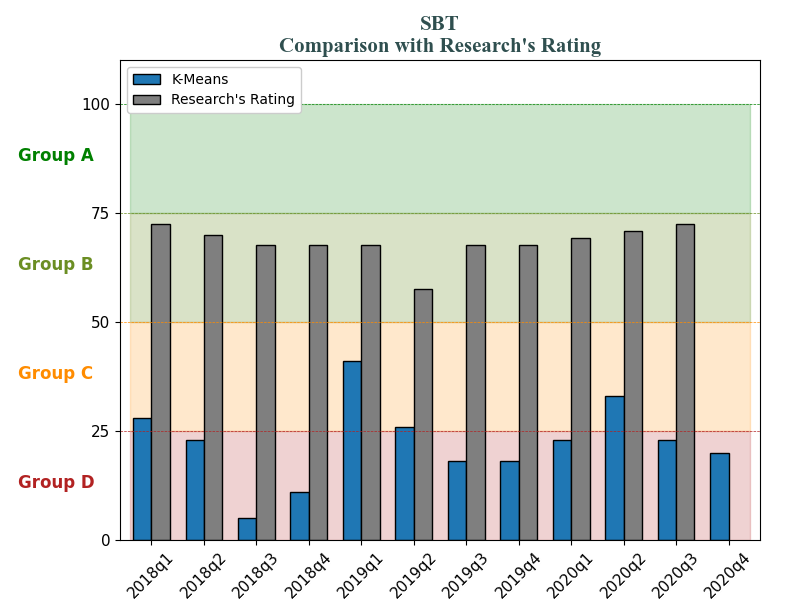 SBT
Comparison with Research's Rating
K-Means
Research's Rating
100
Group A
75
Group B
50
Group C
25
Group D
0
2018q1
2018q2
2018q3
2018q4
2019q1
2019q2
2019q3
2019q4
2020q1
2020q2
2020q3
2020q4